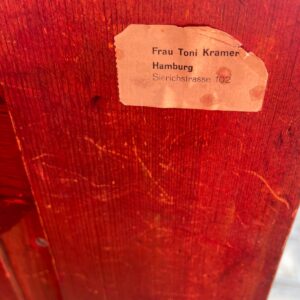 Frau Toni Kramer
Hamburg
Sierichstrasse 102